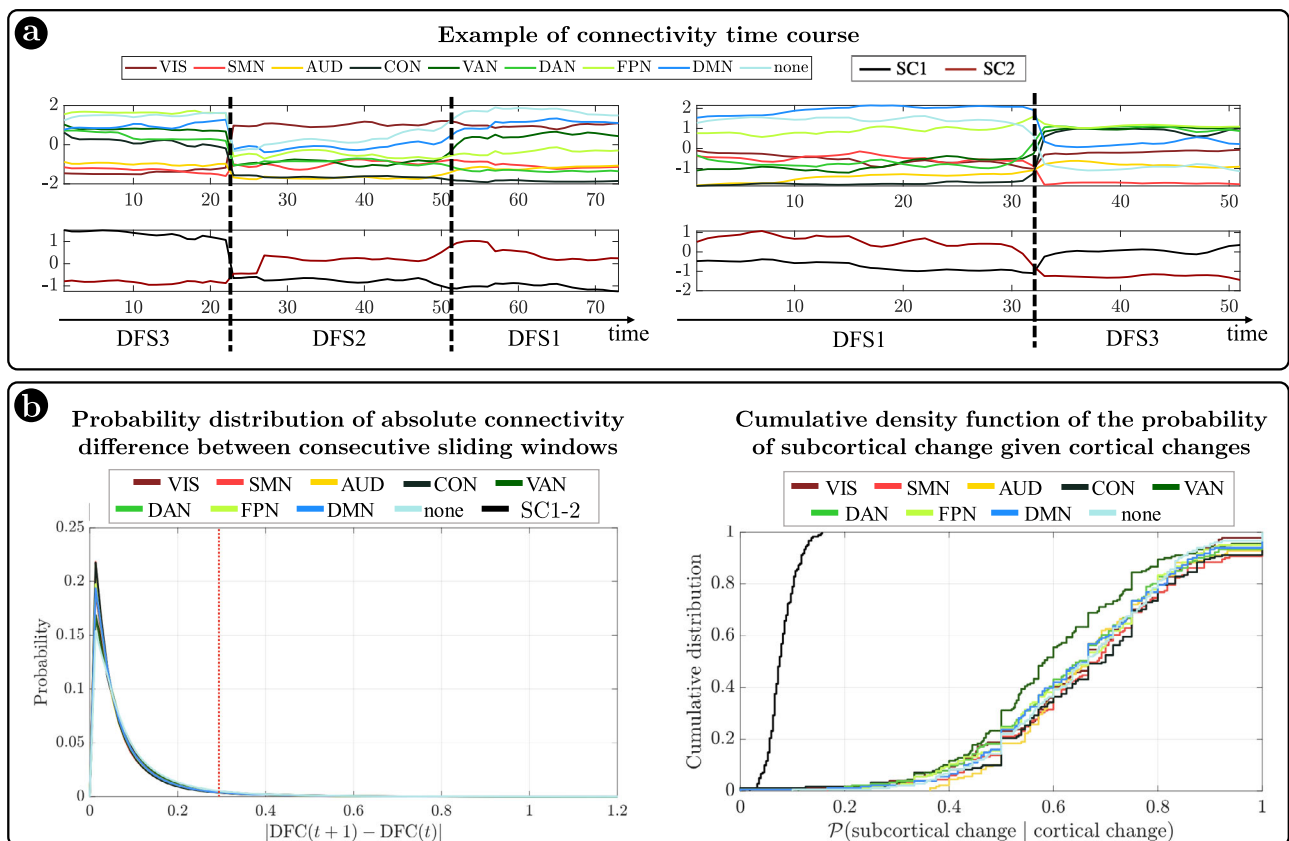 a
Example of connectivity time course
VIS SMN AUD CON VAN DAN FPN DMN none
SC1 SC2
2
0
-2
10 20 30 40 50 60 70
1
0
-1
10 20 30 40 50 60 70
DFS3 DFS2 DFS1 time
2
1
0
-1
10 20 30 40 50
1
0
-1
-2
10 20 30 40 50
DFS1 DFS3
b
Probability distribution of absolute connectivity
difference between consecutive sliding windows
VIS SMN AUD CON VAN
DAN FPN DMN none SC1-2
0.25
0.2
0.15
0.1
0.05
0
Probability
0 0.2 0.4 0.6 0.8 1 1.2
|DFC(t + 1) − DFC(t)|
Cumulative density function of the probability
of subcortical change given cortical changes
VIS SMN AUD CON VAN
DAN FPN DMN none
1
0.8
0.6
0.4
0.2
0
Cumulative distribution
0 0.2 0.4 0.6 0.8 1
𝒫(subcortical change | cortical change)